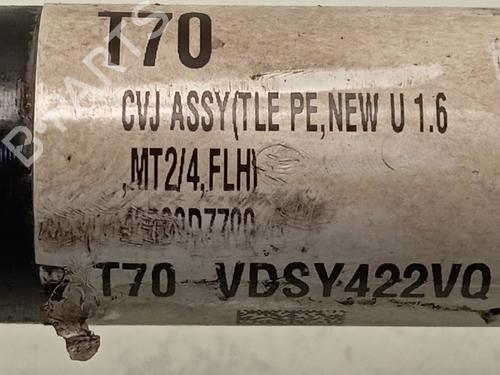 T70
CVJ ASSY(TLE PE,NEW U 1.6
,MT2/4,FLH)
T70 VDSY422VQ